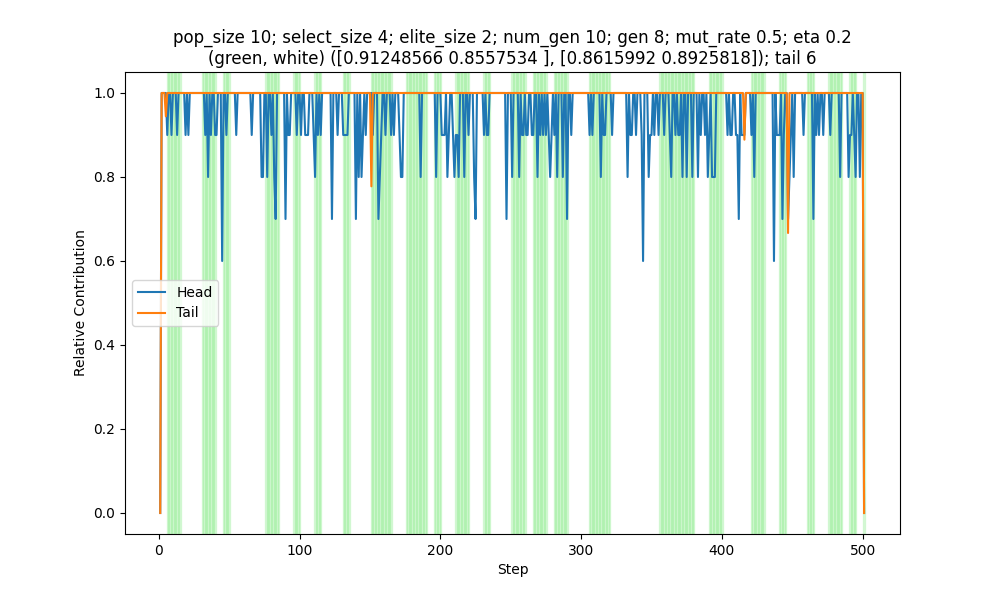 pop_size 10; select_size 4; elite_size 2; num_gen 10; gen 8; mut_rate 0.5; eta 0.2
(green, white) ([0.91248566 0.8557534 ], [0.8615992 0.8925818]); tail 6
1.0
0.8
0.6
0.4
0.2
0.0
Relative Contribution
Head
Tail
0 100 200 300 400 500
Step